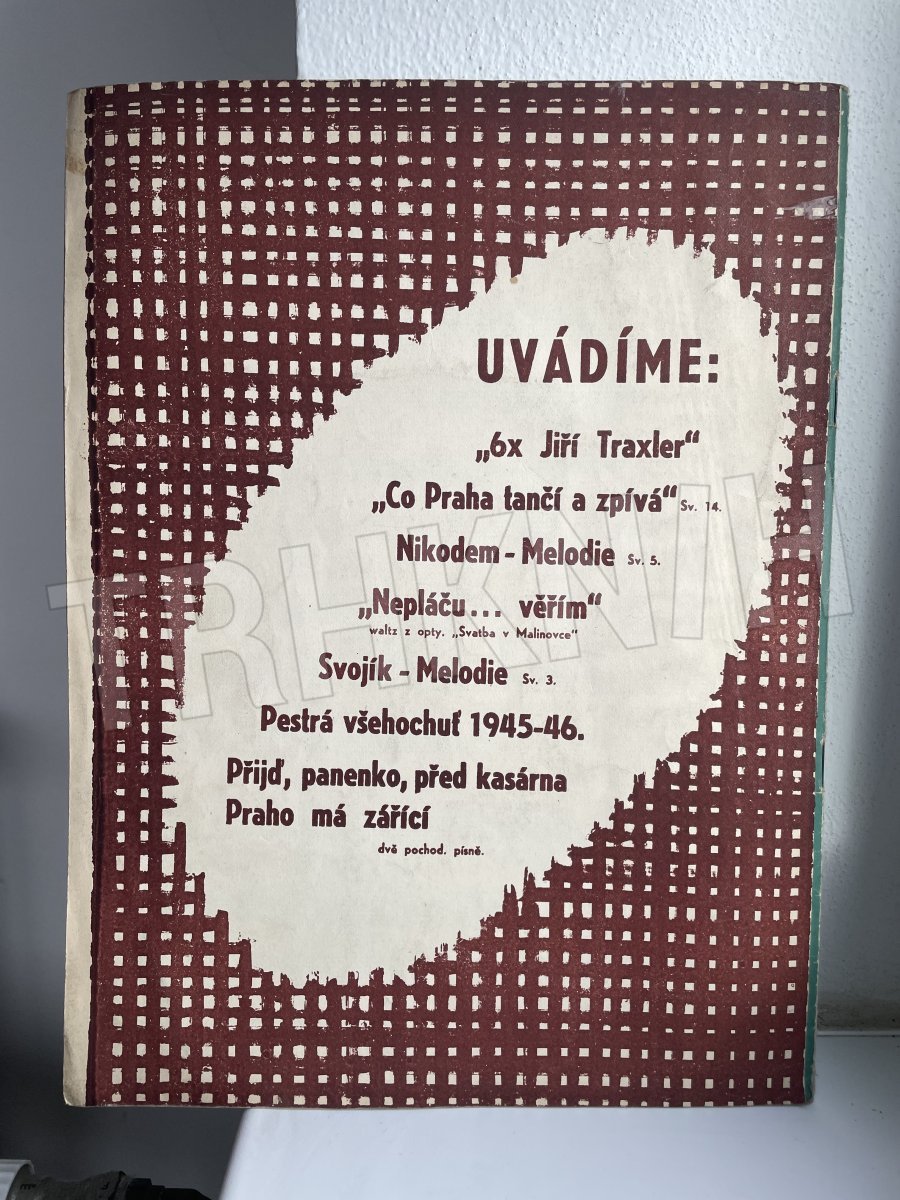 UVÁDÍME:
„6x Jiří Traxler“
„Co Praha tančí a zpívá“ Sv. 14.
Nikodem - Melodie Sv. 5.
„Nepláču... věřím“
waltz z opty. „Svatba v Malinovce“
Svojík - Melodie Sv. 3.
Pestrá všehochuť 1945-46.
Přijď, panenko, před kasárna
Praho má zářící
dvě pochod. písně.
TRHKNIH